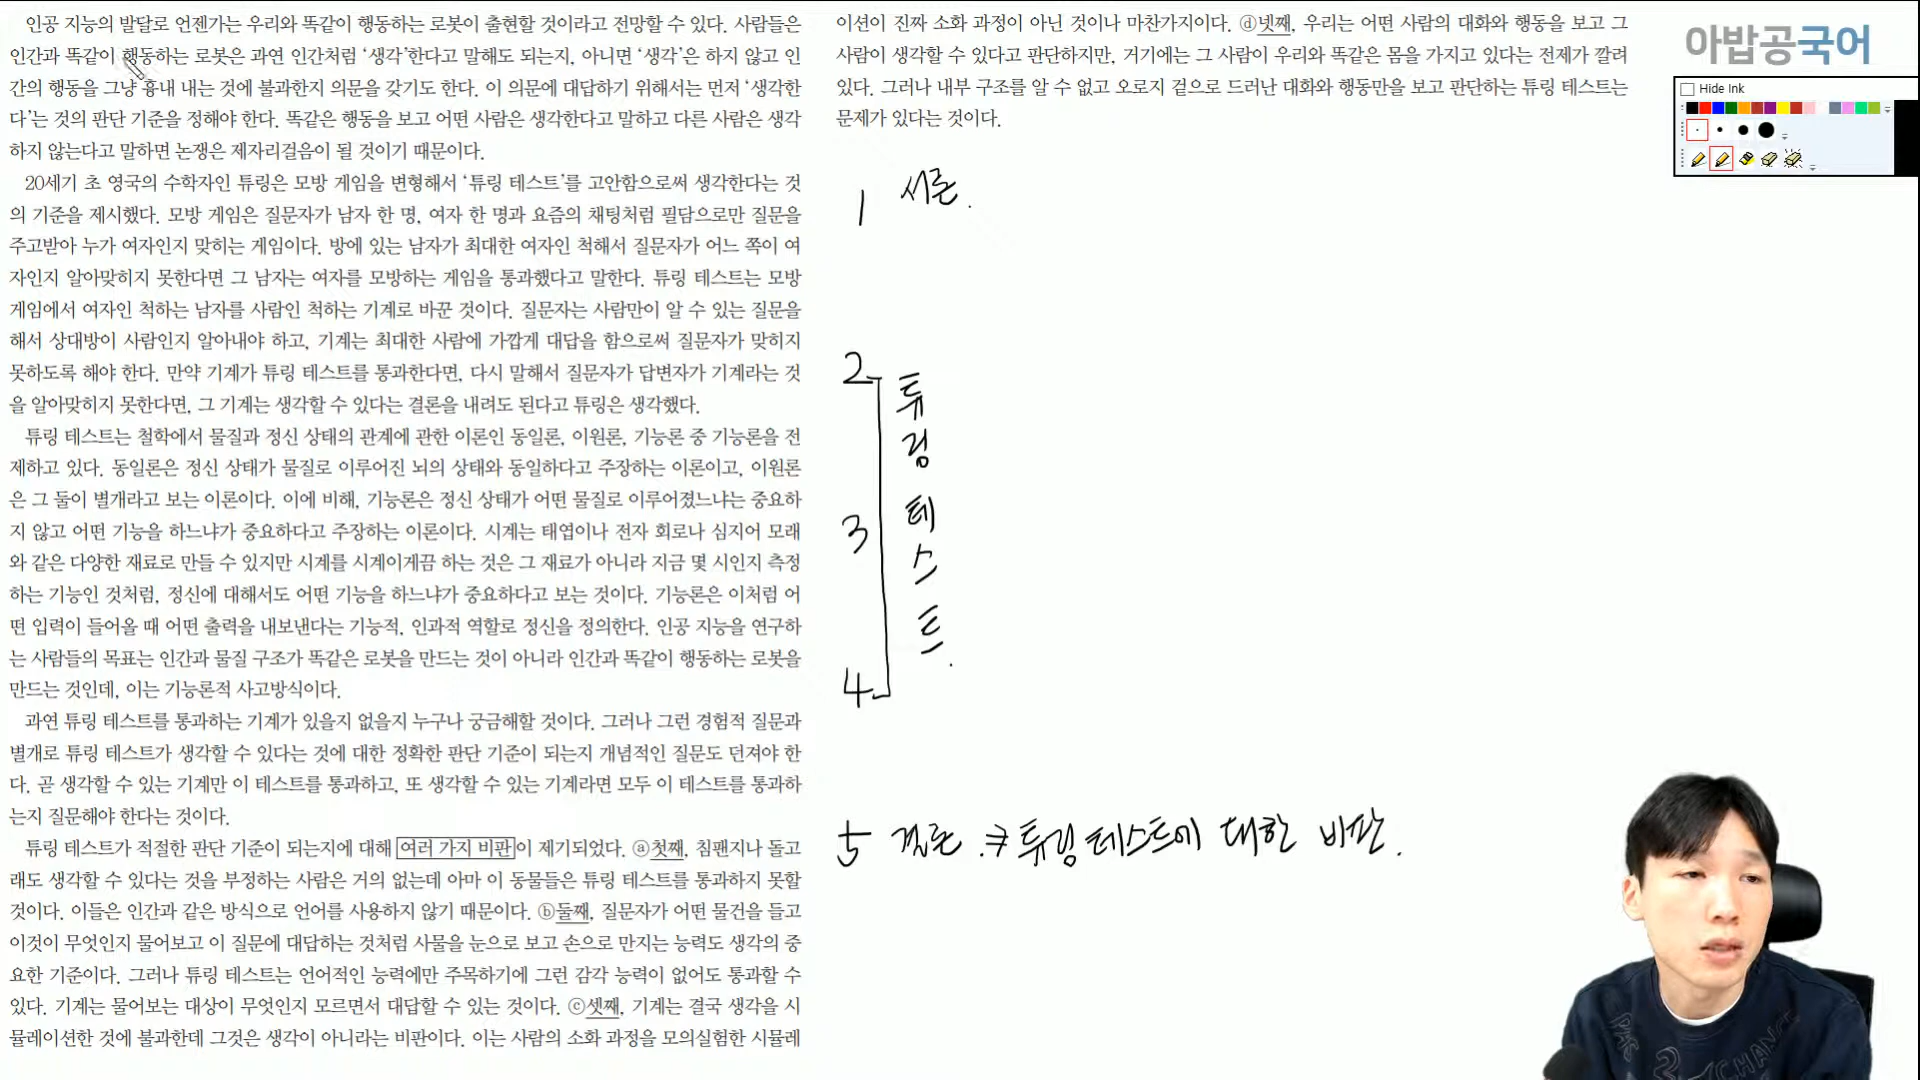 인공 지능의 발달로 언젠가는 우리와 똑같이 행동하는 로봇이 출현할 것이라고 전망할 수 있다. 사람들은
인간과 똑같이 행동하는 로봇은 과연 인간처럼 ‘생각’한다고 말해도 되는지, 아니면 ‘생각’은 하지 않고 인
간의 행동을 그냥 흉내 내는 것에 불과한지 의문을 갖기도 한다. 이 의문에 대답하기 위해서는 먼저 ‘생각한
다’는 것의 판단 기준을 정해야 한다. 똑같은 행동을 보고 어떤 사람은 생각한다고 말하고 다른 사람은 생각
하지 않는다고 말하면 논쟁은 제자리걸음이 될 것이기 때문이다.
20세기 초 영국의 수학자인 튜링은 모방 게임을 변형해서 ‘튜링 테스트’를 고안함으로써 생각한다는 것
의 기준을 제시했다. 모방 게임은 질문자가 남자 한 명, 여자 한 명과 요즘의 채팅처럼 필담으로만 질문을
주고받아 누가 여자인지 맞히는 게임이다. 방에 있는 남자가 최대한 여자인 척해서 질문자가 어느 쪽이 여
자인지 알아맞히지 못한다면 그 남자는 여자를 모방하는 게임을 통과했다고 말한다. 튜링 테스트는 모방
게임에서 여자인 척하는 남자를 사람인 척하는 기계로 바꾼 것이다. 질문자는 사람만이 알 수 있는 질문을
해서 상대방이 사람인지 알아내야 하고, 기계는 최대한 사람에 가깝게 대답을 함으로써 질문자가 맞히지
못하도록 해야 한다. 만약 기계가 튜링 테스트를 통과한다면, 다시 말해서 질문자가 답변자가 기계라는 것
을 알아맞히지 못한다면, 그 기계는 생각할 수 있다는 결론을 내려도 된다고 튜링은 생각했다.
튜링 테스트는 철학에서 물질과 정신 상태의 관계에 관한 이론인 동일론, 이원론, 기능론 중 기능론을 전
제하고 있다. 동일론은 정신 상태가 물질로 이루어진 뇌의 상태와 동일하다고 주장하는 이론이고, 이원론
은 그 둘이 별개라고 보는 이론이다. 이에 비해, 기능론은 정신 상태가 어떤 물질로 이루어졌느냐는 중요하
지 않고 어떤 기능을 하느냐가 중요하다고 주장하는 이론이다. 시계는 태엽이나 전자 회로나 심지어 모래
와 같은 다양한 재료로 만들 수 있지만 시계를 시계이게끔 하는 것은 그 재료가 아니라 지금 몇 시인지 측정
하는 기능인 것처럼, 정신에 대해서도 어떤 기능을 하느냐가 중요하다고 보는 것이다. 기능론은 이처럼 어
떤 입력이 들어올 때 어떤 출력을 내보낸다는 기능적, 인과적 역할로 정신을 정의한다. 인공 지능을 연구하
는 사람들의 목표는 인간과 물질 구조가 똑같은 로봇을 만드는 것이 아니라 인간과 똑같이 행동하는 로봇을
만드는 것인데, 이는 기능론적 사고방식이다.
과연 튜링 테스트를 통과하는 기계가 있을지 없을지 누구나 궁금해할 것이다. 그러나 그런 경험적 질문과
별개로 튜링 테스트가 생각할 수 있다는 것에 대한 정확한 판단 기준이 되는지 개념적인 질문도 던져야 한
다. 곧 생각할 수 있는 기계만 이 테스트를 통과하고, 또 생각할 수 있는 기계라면 모두 이 테스트를 통과하
는지 질문해야 한다는 것이다.
튜링 테스트가 적절한 판단 기준이 되는지에 대해 여러 가지 비판이 제기되었다. ⓐ첫째, 침팬지나 돌고
래도 생각할 수 있다는 것을 부정하는 사람은 거의 없는데 아마 이 동물들은 튜링 테스트를 통과하지 못할
것이다. 이들은 인간과 같은 방식으로 언어를 사용하지 않기 때문이다. ⓑ둘째, 질문자가 어떤 물건을 들고
이것이 무엇인지 물어보고 이 질문에 대답하는 것처럼 사물을 눈으로 보고 손으로 만지는 능력도 생각의 중
요한 기준이다. 그러나 튜링 테스트는 언어적인 능력에만 주목하기에 그런 감각 능력이 없어도 통과할 수
있다. 기계는 물어보는 대상이 무엇인지 모르면서 대답할 수 있는 것이다. ⓒ셋째, 기계는 결국 생각을 시
뮬레이션한 것에 불과한데 그것은 생각이 아니라는 비판이다. 이는 사람의 소화 과정을 모의실험한 시뮬레
이션이 진짜 소화 과정이 아닌 것이나 마찬가지이다. ⓓ넷째, 우리는 어떤 사람의 대화와 행동을 보고 그
사람이 생각할 수 있다고 판단하지만, 거기에는 그 사람이 우리와 똑같은 몸을 가지고 있다는 전제가 깔려
있다. 그러나 내부 구조를 알 수 없고 오로지 겉으로 드러난 대화와 행동만을 보고 판단하는 튜링 테스트는
문제가 있다는 것이다.
1 서론.
2
3
4
튜링 테스트.
5 결론.⇒튜링테스트에 대한 비판.
아밥공국어
Hide Ink